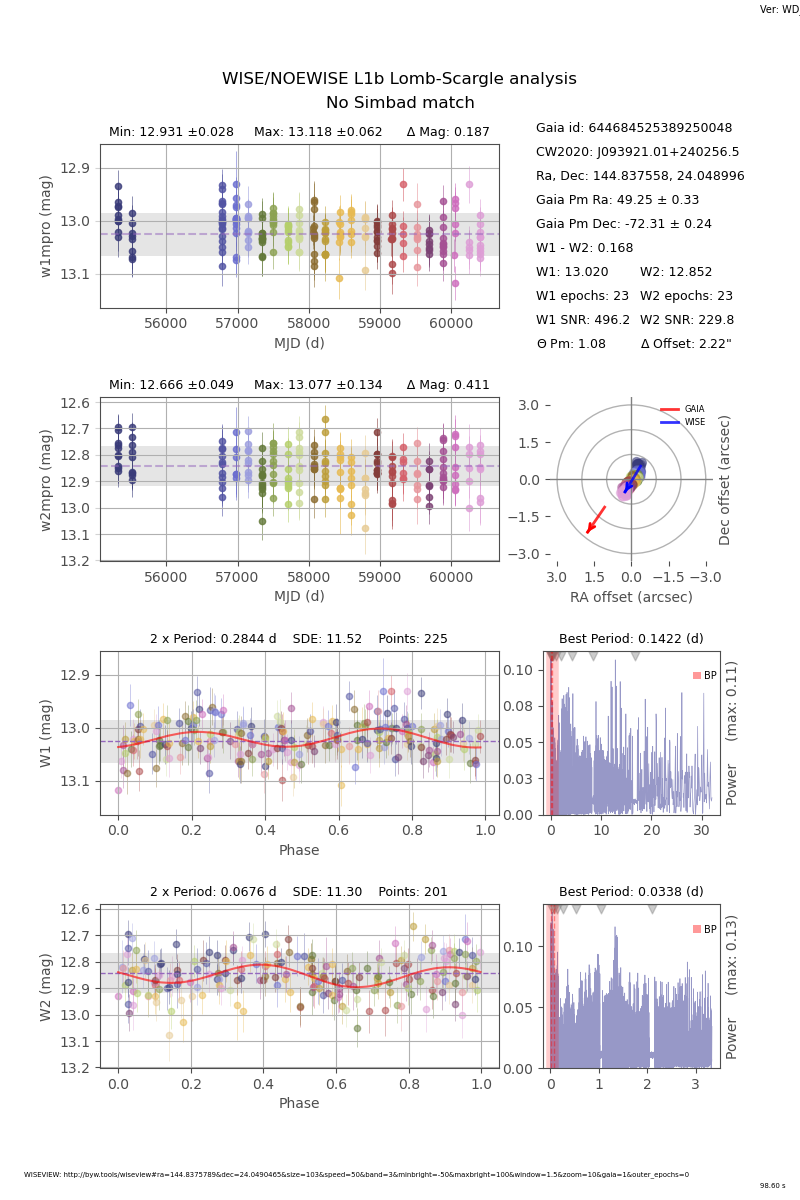 Ver: WD_
WISE/NOEWISE L1b Lomb-Scargle analysis
No Simbad match
Min: 12.931 ±0.028 Max: 13.118 ±0.062 Δ Mag: 0.187
12.9
13.0
13.1
w1mpro (mag)
56000 57000 58000 59000 60000
MJD (d)
Gaia id: 644684525389250048
CW2020: J093921.01+240256.5
Ra, Dec: 144.837558, 24.048996
Gaia Pm Ra: 49.25 ± 0.33
Gaia Pm Dec: -72.31 ± 0.24
W1 - W2: 0.168
W1: 13.020 W2: 12.852
W1 epochs: 23 W2 epochs: 23
W1 SNR: 496.2 W2 SNR: 229.8
Θ Pm: 1.08 Δ Offset: 2.22"
Min: 12.666 ±0.049 Max: 13.077 ±0.134 Δ Mag: 0.411
12.6
12.7
12.8
12.9
13.0
13.1
13.2
w2mpro (mag)
56000 57000 58000 59000 60000
MJD (d)
GAIA
WISE
3.0
1.5
0.0
−1.5
−3.0
Dec offset (arcsec)
3.0 1.5 0.0 −1.5 −3.0
RA offset (arcsec)
2 x Period: 0.2844 d SDE: 11.52 Points: 225
12.9
13.0
13.1
W1 (mag)
0.0 0.2 0.4 0.6 0.8 1.0
Phase
Best Period: 0.1422 (d)
BP
0.10
0.08
0.05
0.03
0.00
Power (max: 0.11)
0 10 20 30
2 x Period: 0.0676 d SDE: 11.30 Points: 201
12.6
12.7
12.8
12.9
13.0
13.1
13.2
W2 (mag)
0.0 0.2 0.4 0.6 0.8 1.0
Phase
Best Period: 0.0338 (d)
BP
0.10
0.05
0.00
Power (max: 0.13)
0 1 2 3
WISEVIEW: http://byw.tools/wiseview#ra=144.8375789&dec=24.0490465&size=103&speed=50&band=3&minbright=-50&maxbright=100&window=1.5&zoom=10&gaia=1&outer_epochs=0
98.60 s